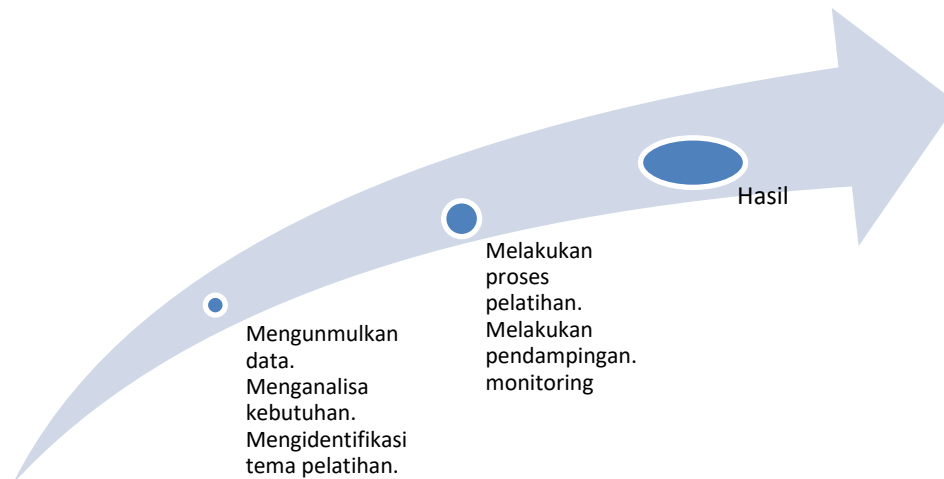 Mengunmulkan
data.
Menganalisa
kebutuhan.
Mengidentifikasi
tema pelatihan.
Melakukan
proses
pelatihan.
Melakukan
pendampingan.
monitoring
Hasil